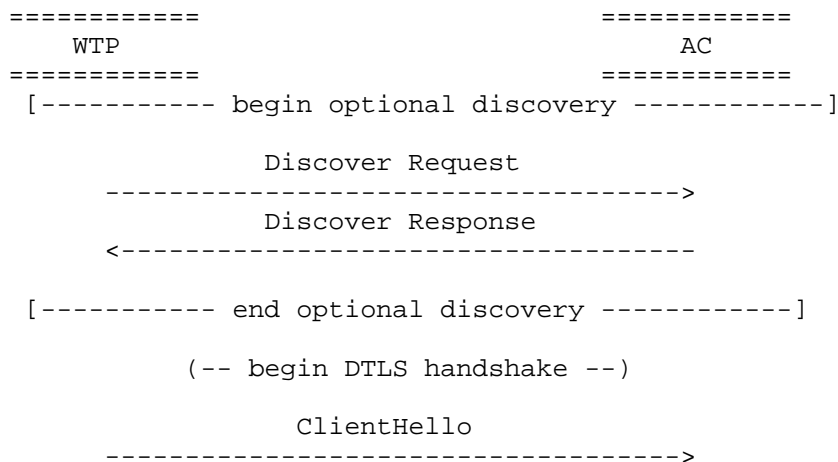 ============                         ============
    WTP                                   AC
============                         ============
 [----------- begin optional discovery ------------]
                Discover Request
      ------------------------------------>
                Discover Response
      <------------------------------------
 [----------- end optional discovery ------------]
           (-- begin DTLS handshake --)
                  ClientHello
      ------------------------------------>